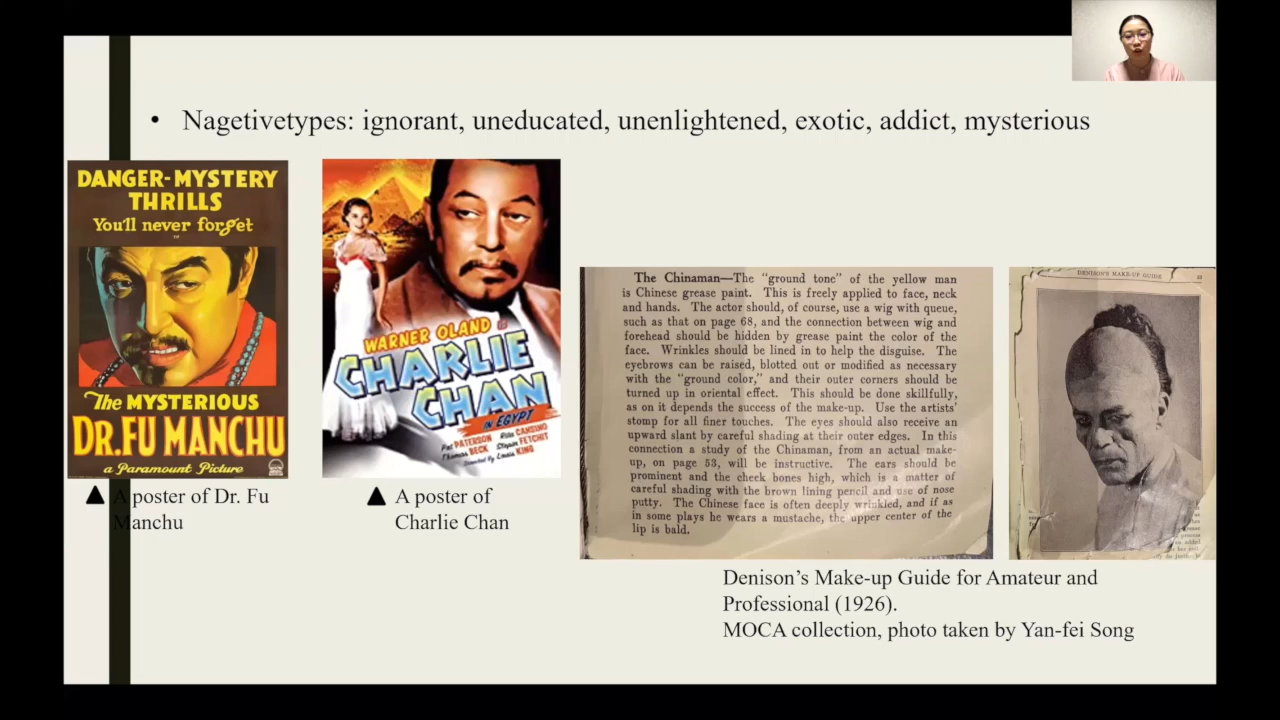 • Nagetivetypes: ignorant, uneducated, unenlightened, exotic, addict, mysterious
DANGER-MYSTERY
THRILLS
You'll never forget
The MYSTERIOUS
DR. FU MANCHU
a Paramount Picture
A poster of Dr. Fu
Manchu
WARNER OLAND
CHARLIE
CHAN
IN EGYPT
Pat PATERSON
Thomas BECK
Rita CANSINO
Stepin FETCHIT
Directed by Louis KING
A poster of
Charlie Chan
The Chinaman—The "ground tone" of the yellow man
is Chinese grease paint. This is freely applied to face, neck
and hands. The actor should, of course, use a wig with queue,
such as that on page 68, and the connection between wig and
forehead should be hidden by grease paint the color of the
face. Wrinkles should be lined in to help the disguise. The
eyebrows can be raised, blotted out or modified as necessary
with the "ground color," and their outer corners should be
turned up in oriental effect. This should be done skillfully,
as on it depends the success of the make-up. Use the artists'
stomp for all finer touches. The eyes should also receive an
upward slant by careful shading at their outer edges. In this
connection a study of the Chinaman, from an actual make-
up, on page 53, will be instructive. The ears should be
prominent and the cheek bones high, which is a matter of
careful shading with the brown lining pencil and use of nose
putty. The Chinese face is often deeply wrinkled, and if as
in some plays he wears a mustache, the upper center of the
lip is bald.
DENISON'S MAKE-UP GUIDE
Denison's Make-up Guide for Amateur and
Professional (1926).
MOCA collection, photo taken by Yan-fei Song